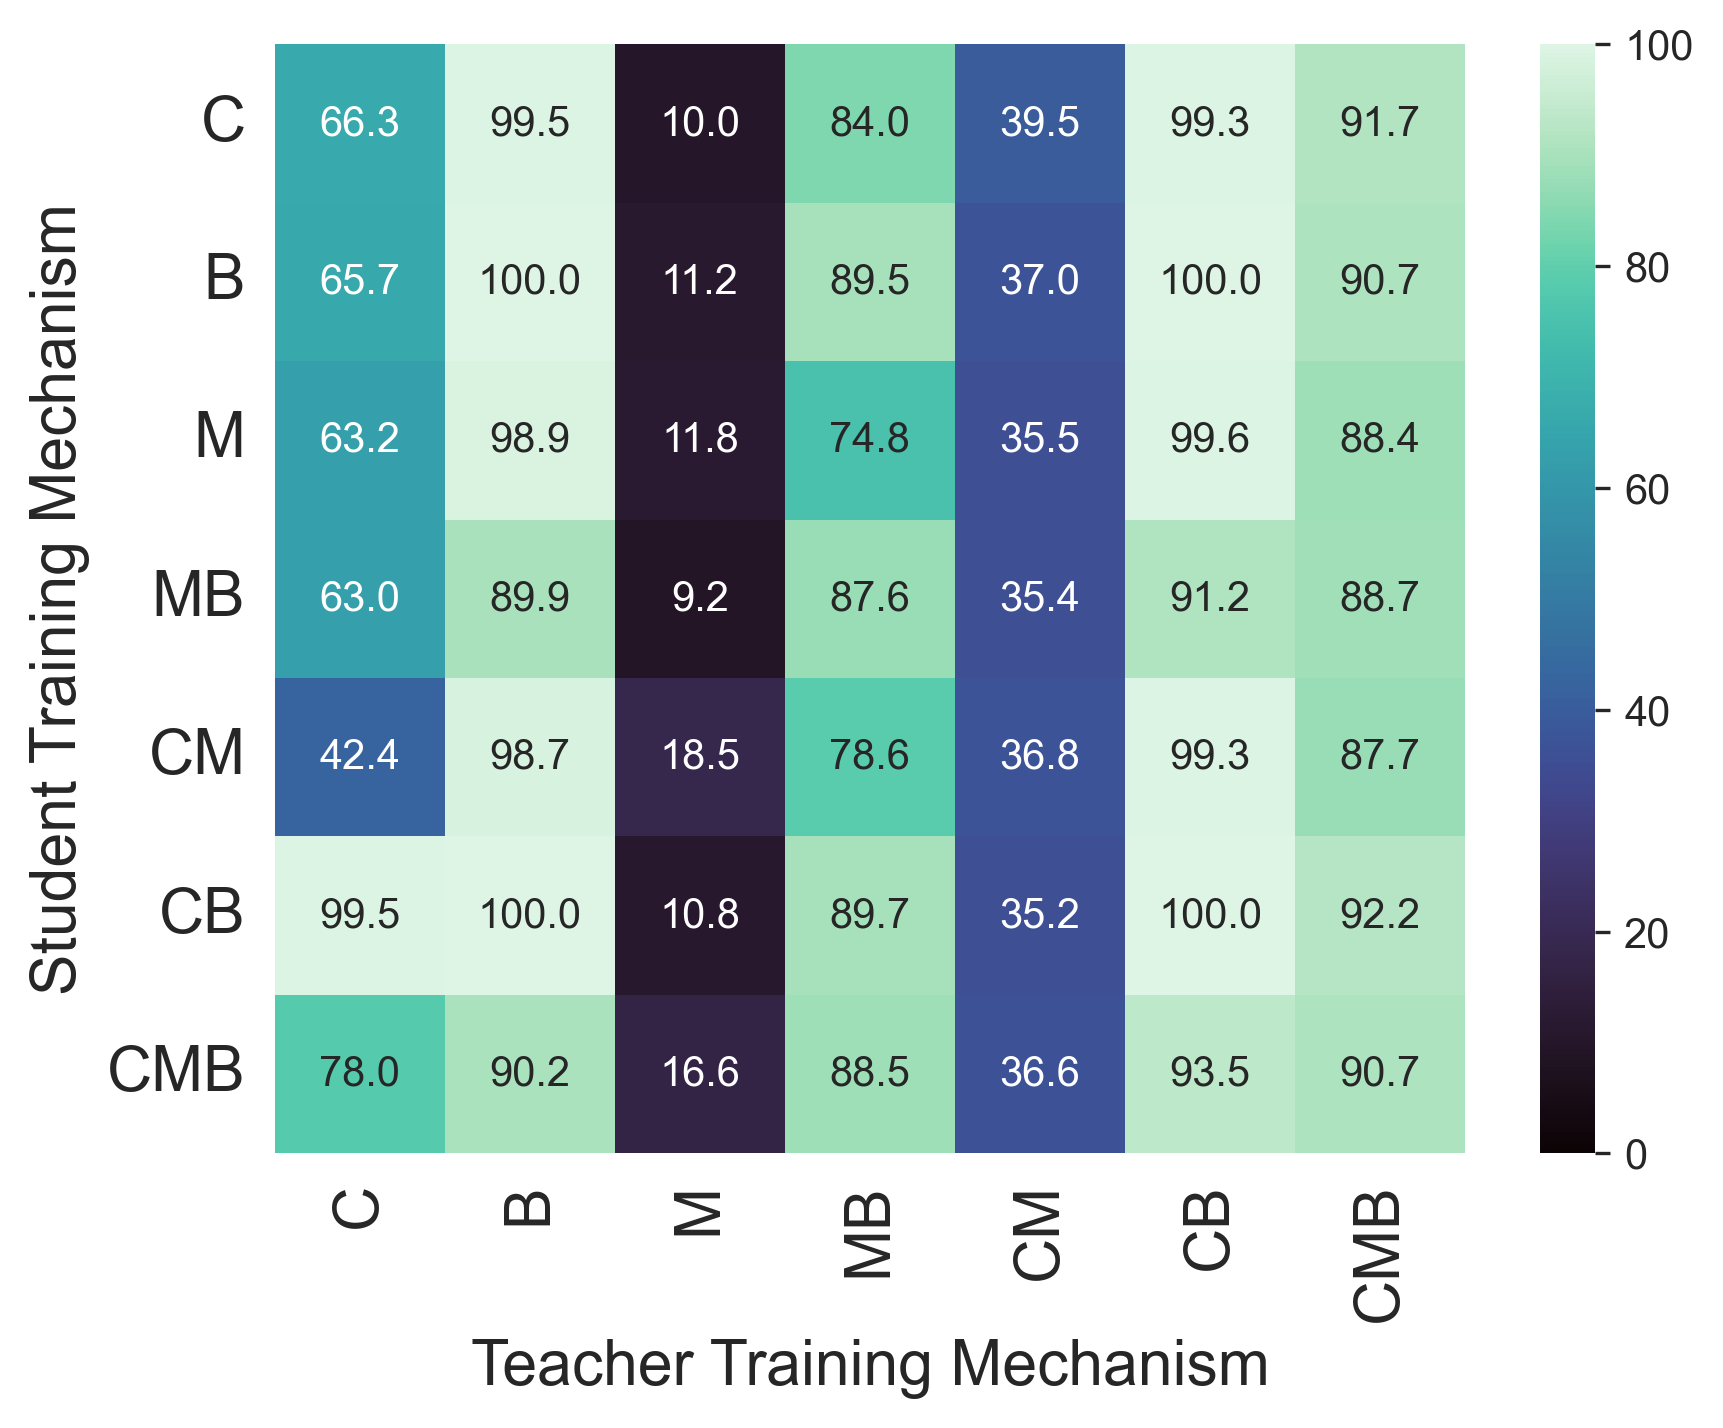 Student Training Mechanism
C 66.3 99.5 10.0 84.0 39.5 99.3 91.7
B 65.7 100.0 11.2 89.5 37.0 100.0 90.7
M 63.2 98.9 11.8 74.8 35.5 99.6 88.4
MB 63.0 89.9 9.2 87.6 35.4 91.2 88.7
CM 42.4 98.7 18.5 78.6 36.8 99.3 87.7
CB 99.5 100.0 10.8 89.7 35.2 100.0 92.2
CMB 78.0 90.2 16.6 88.5 36.6 93.5 90.7
C B M MB CM CB CMB
Teacher Training Mechanism
100
80
60
40
20
0